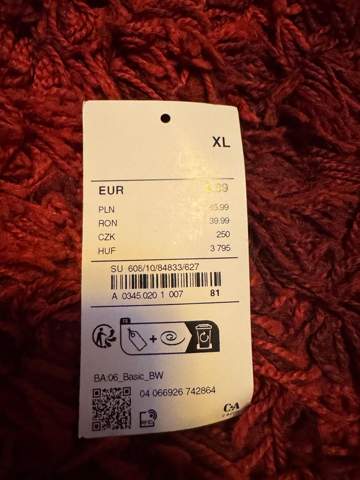 XL
EUR
PLN
RON 39.99
CZK 250
HUF 3 795
SU 608/10/84833/627
A 0345.020 1 007 81
BA:06_Basic_BW
04 066926 742864
C&A